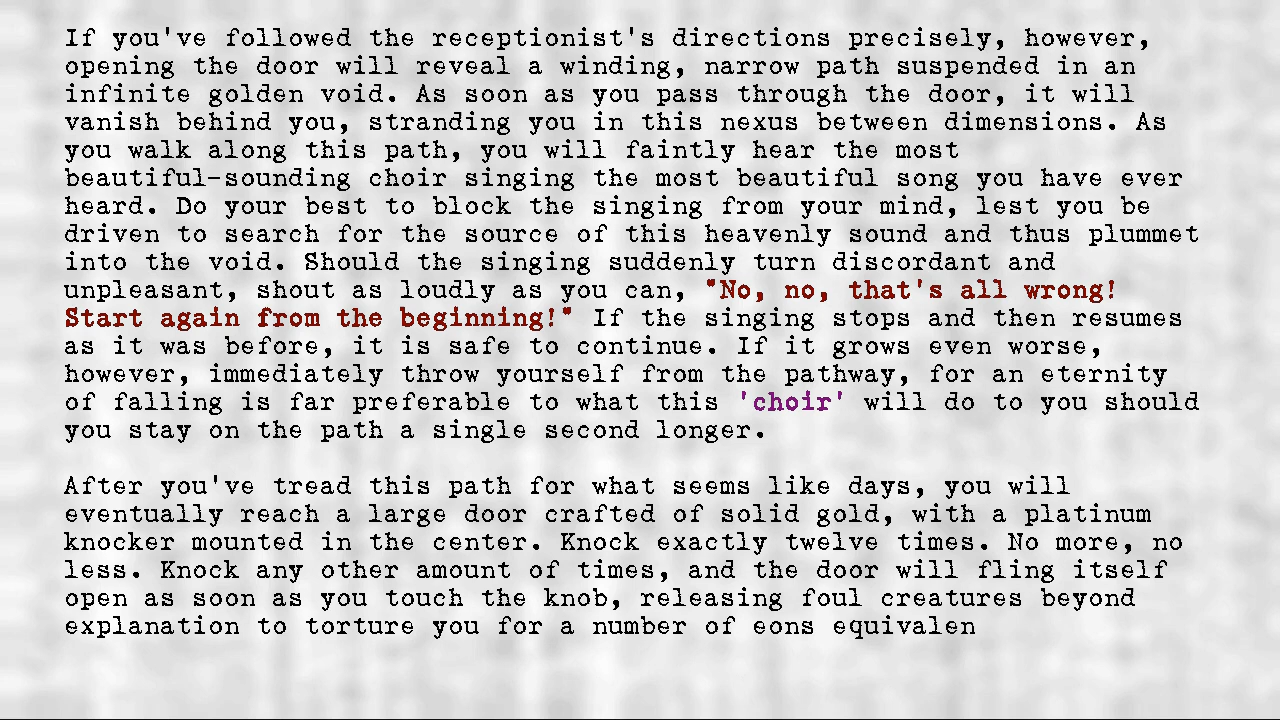 If you've followed the receptionist's directions precisely, however,
opening the door will reveal a winding, narrow path suspended in an
infinite golden void. As soon as you pass through the door, it will
vanish behind you, stranding you in this nexus between dimensions. As
you walk along this path, you will faintly hear the most
beautiful-sounding choir singing the most beautiful song you have ever
heard. Do your best to block the singing from your mind, lest you be
driven to search for the source of this heavenly sound and thus plummet
into the void. Should the singing suddenly turn discordant and
unpleasant, shout as loudly as you can, "No, no, that's all wrong!
Start again from the beginning!" If the singing stops and then resumes
as it was before, it is safe to continue. If it grows even worse,
however, immediately throw yourself from the pathway, for an eternity
of falling is far preferable to what this 'choir' will do to you should
you stay on the path a single second longer.
After you've tread this path for what seems like days, you will
eventually reach a large door crafted of solid gold, with a platinum
knocker mounted in the center. Knock exactly twelve times. No more, no
less. Knock any other amount of times, and the door will fling itself
open as soon as you touch the knob, releasing foul creatures beyond
explanation to torture you for a number of eons equivalen